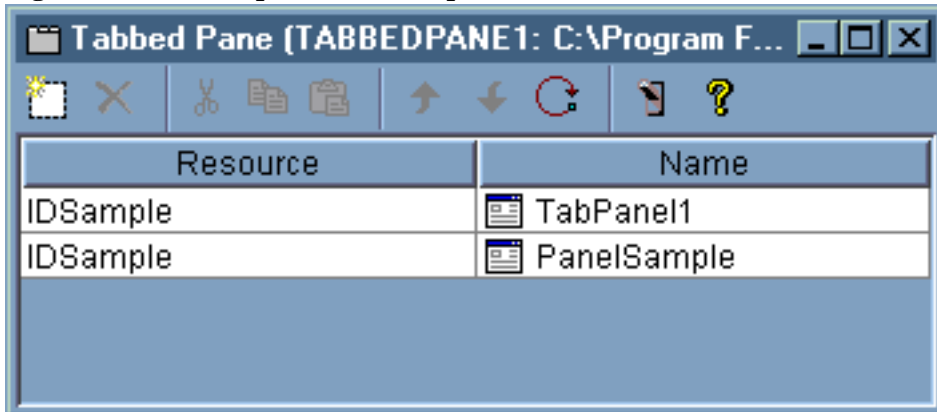 Tabbed Pane (TABBEDPANE1: C:\Program F...
Resource Name
IDSample TabPanel1
IDSample PanelSample